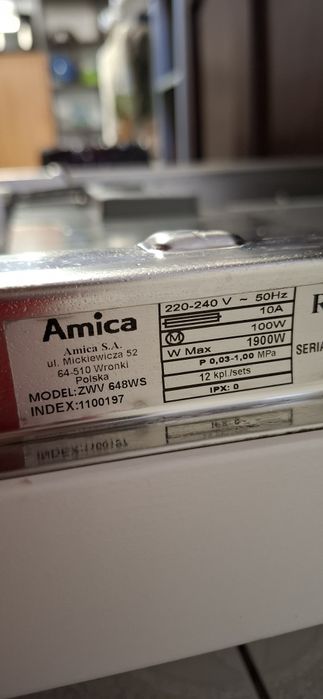 Amica
Amica S.A.
ul. Mickiewicza 52
64-510 Wronki
Polska
MODEL:ZWV 648WS
INDEX:1100197
220-240 V ~ 50Hz
10A
M 100W
W Max 1900W
P 0,03-1,00 MPa
12 kpl./sets
IPX: 0
R
SERIA